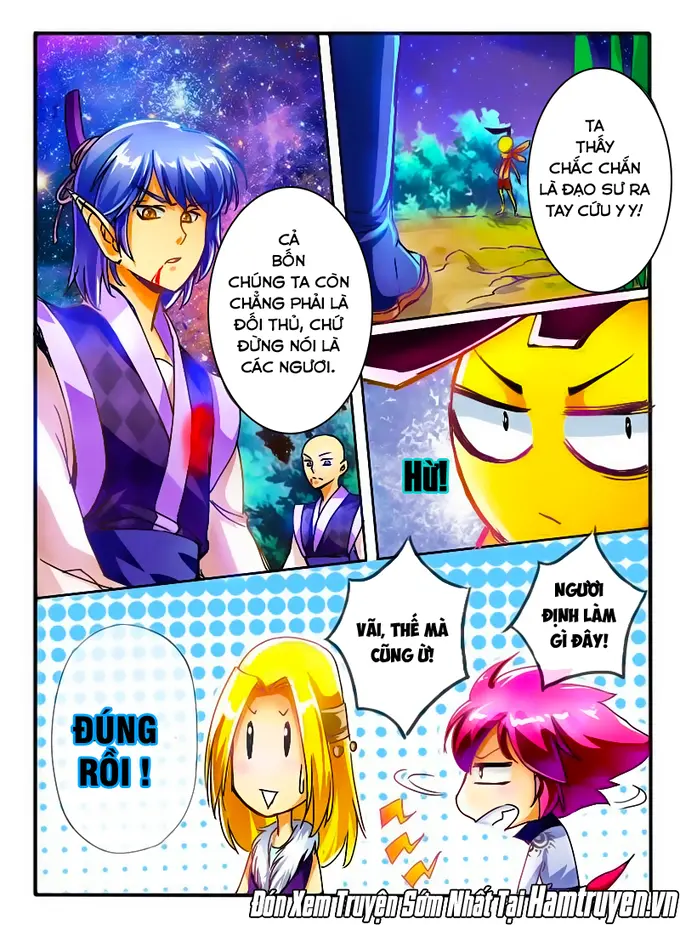 CẢ
BỐN
CHÚNG TA CÒN
CHẲNG PHẢI LÀ
ĐỐI THỦ, CHỨ
ĐỪNG NÓI LÀ
CÁC NGƯƠI.
TA
THẤY
CHẮC CHẮN
LÀ ĐẠO SƯ RA
TAY CỨU Y Y!
HỪ!
ĐÚNG
RỒI !
VÃI, THẾ MÀ
CŨNG Ừ!
NGƯƠI
ĐỊNH LÀM
GÌ ĐÂY!
Đón Xem Truyện Sớm Nhất Tại Hamtruyen.vn